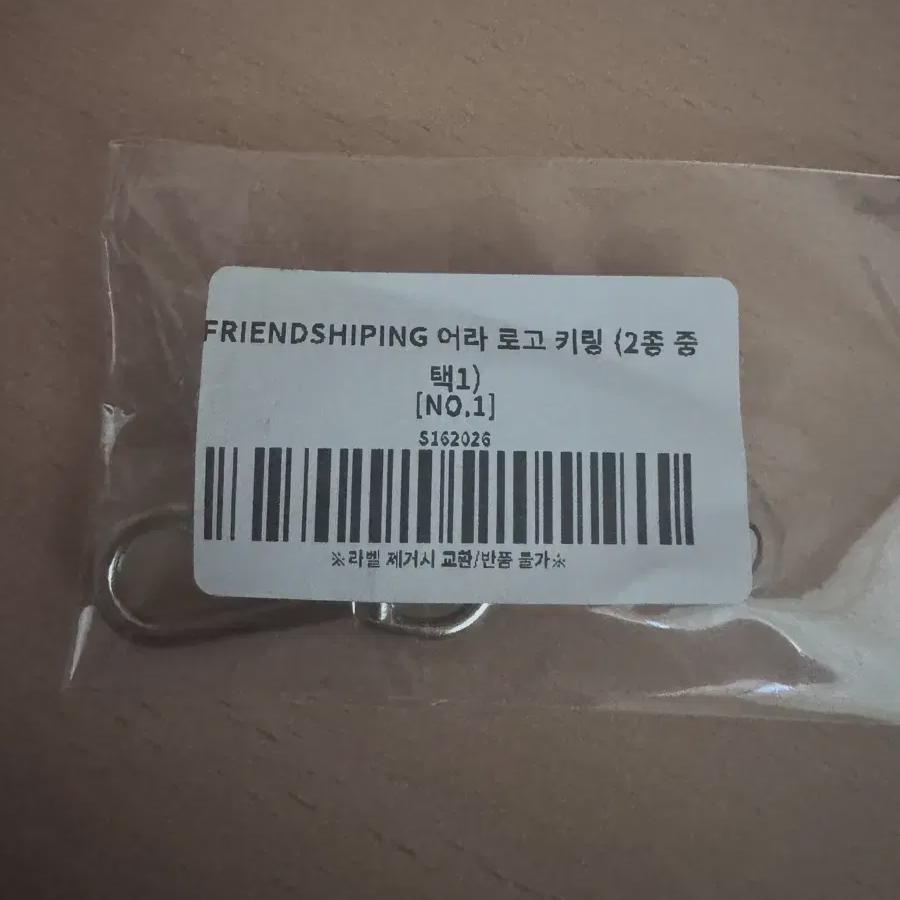 FRIENDSHIPING 어라 로고 키링 (2종 중
택1)
[NO.1]
S162026
※라벨 제거시 교환/반품 불가※